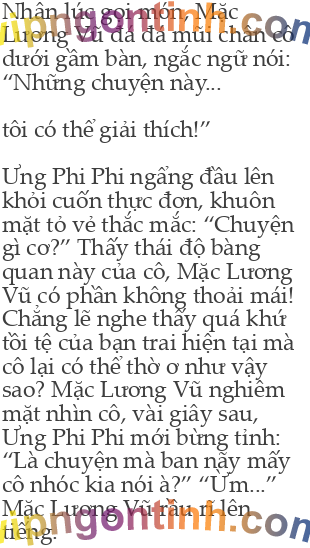 Nhân lúc gọi món, Mặc
Lương Vũ đá đá mũi chân cô
dưới gầm bàn, ngắc ngữ nói:
“Những chuyện này...
tôi có thể giải thích!”
Ưng Phi Phi ngẩng đầu lên
khỏi cuốn thực đơn, khuôn
mặt tỏ vẻ thắc mắc: “Chuyện
gì cơ?” Thấy thái độ bàng
quan này của cô, Mặc Lương
Vũ có phần không thoải mái!
Chẳng lẽ nghe thấy quá khứ
tồi tệ của bạn trai hiện tại mà
cô lại có thể thờ ơ như vậy
sao? Mặc Lương Vũ nghiêm
mặt nhìn cô, vài giây sau,
Ưng Phi Phi mới bừng tỉnh:
“Là chuyện mà ban nãy mấy
cô nhóc kia nói à?” “Ừm...”
Mặc Lương Vũ rầu rĩ lên
tiếng.
vipngontinh.com
vipngontinh.com